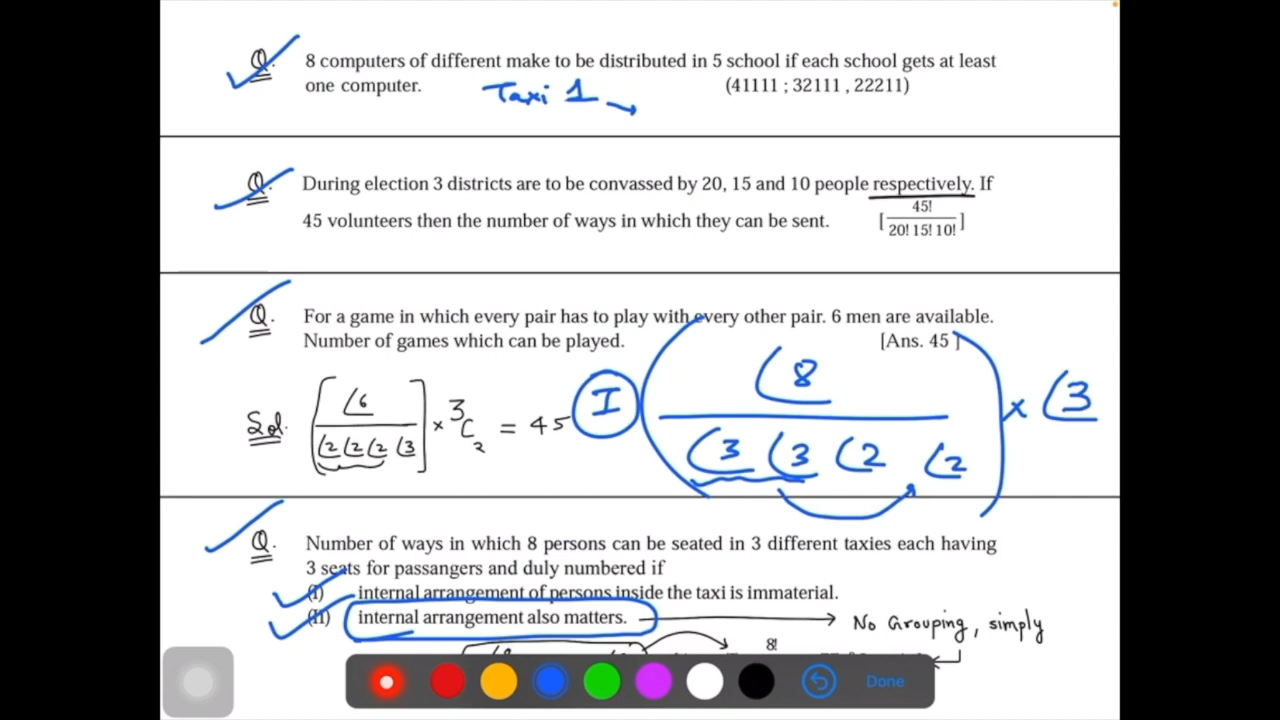 Q. 8 computers of different make to be distributed in 5 school if each school gets at least
one computer. (41111 ; 32111 , 22211)
Taxi 1 →
Q. During election 3 districts are to be convassed by 20, 15 and 10 people respectively. If
45 volunteers then the number of ways in which they can be sent. [45!/20! 15! 10!]
Q. For a game in which every pair has to play with every other pair. 6 men are available.
Number of games which can be played. [Ans. 45 ]
Sol. [∠6/∠2 ∠2 ∠2 ∠3] × ³C₂ = 45
I (∠8/∠3 ∠3 ∠2 ∠2) × ∠3
Q. Number of ways in which 8 persons can be seated in 3 different taxies each having
3 seats for passangers and duly numbered if
(i) internal arrangement of persons inside the taxi is immaterial.
(ii) internal arrangement also matters. → No Grouping, simply
8!
Done